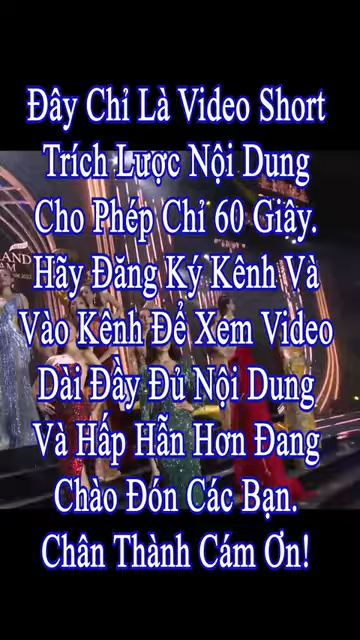 Đây Chỉ Là Video Short
Trích Lược Nội Dung
Cho Phép Chỉ 60 Giây.
Hãy Đăng Ký Kênh Và
Vào Kênh Để Xem Video
Dài Đầy Đủ Nội Dung
Và Hấp Hẫn Hơn Đang
Chào Đón Các Bạn.
Chân Thành Cám Ơn!